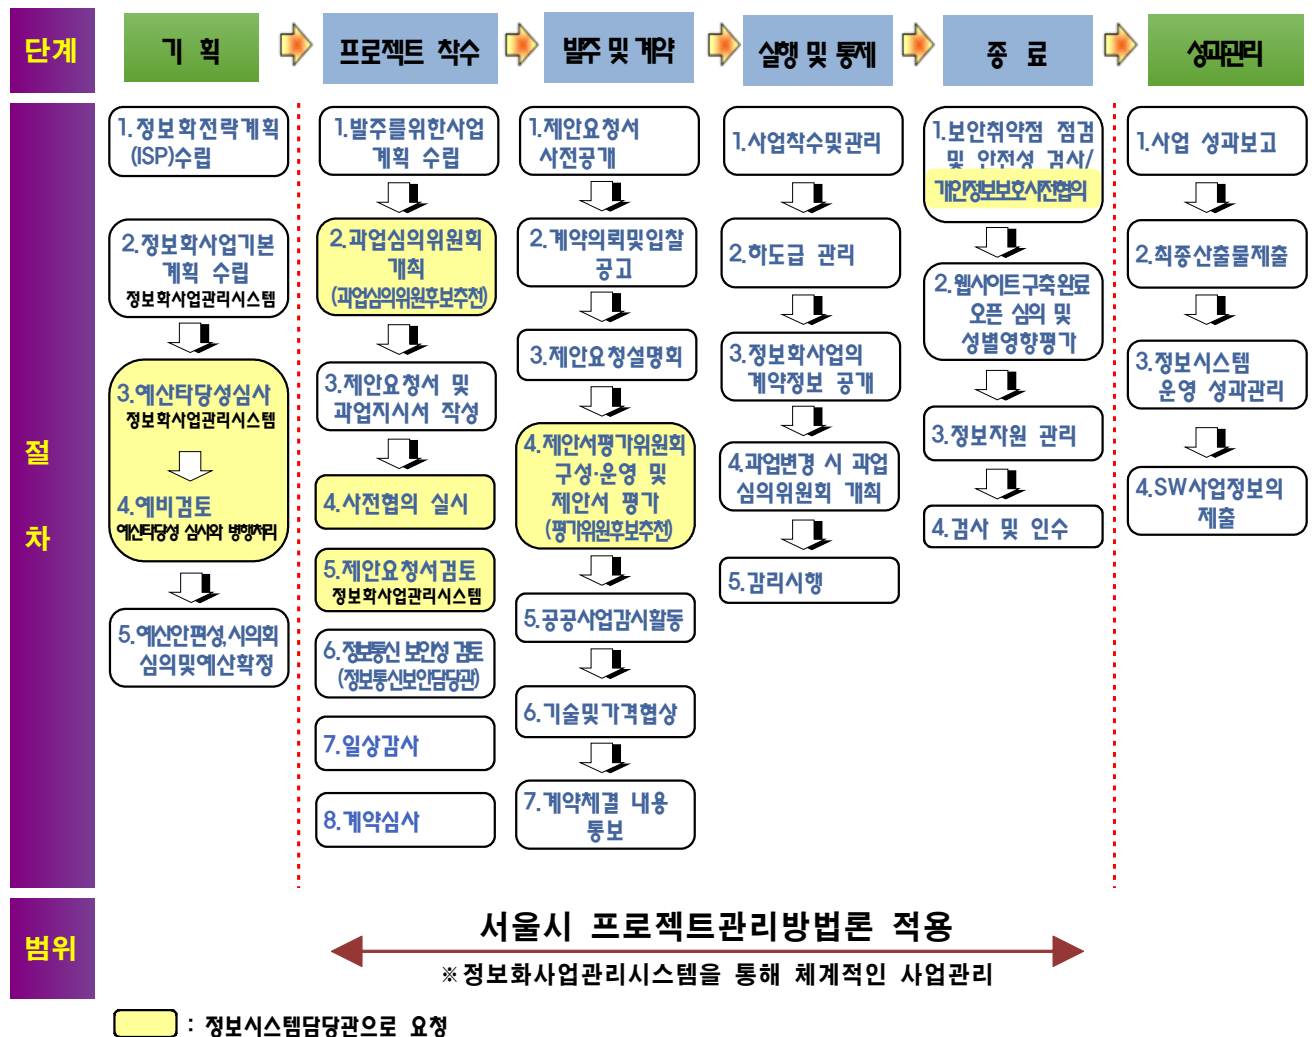 단계
기 획
프로젝트 착수
발주 및 계약
실행 및 통제
종 료
성과관리
절
차
1.정보화전략계획
(ISP)수립
2.정보화사업기본
계획 수립
정보화사업관리시스템
3.예산타당성심사
정보화사업관리시스템
4.예비검토
예산타당성 심사와 병행처리
5.예산안편성,시의회
심의및예산확정
1.발주를위한사업
계획 수립
2.과업심의위원회
개최
(과업심의위원후보추천)
3.제안요청서 및
과업지시서 작성
4.사전협의 실시
5.제안요청서검토
정보화사업관리시스템
6.정보통신 보안성 검토
(정보통신보안담당관)
7.일상감사
8.계약심사
1.제안요청서
사전공개
2.계약의뢰및입찰
공고
3.제안요청설명회
4.제안서평가위원회
구성·운영 및
제안서 평가
(평가위원후보추천)
5.공공사업감시활동
6.기술및가격협상
7.계약체결 내용
통보
1.사업착수및관리
2.하도급 관리
3.정보화사업의
계약정보 공개
4.과업변경 시 과업
심의위원회 개최
5.감리시행
1.보안취약점 점검
및 안전성 검사/
개인정보보호사전협의
2.웹사이트구축완료
오픈 심의 및
성별영향평가
3.정보자원 관리
4.검사 및 인수
1.사업 성과보고
2.최종산출물제출
3.정보시스템
운영 성과관리
4.SW사업정보의
제출
범위
서울시 프로젝트관리방법론 적용
※정보화사업관리시스템을 통해 체계적인 사업관리
: 정보시스템담당관으로 요청